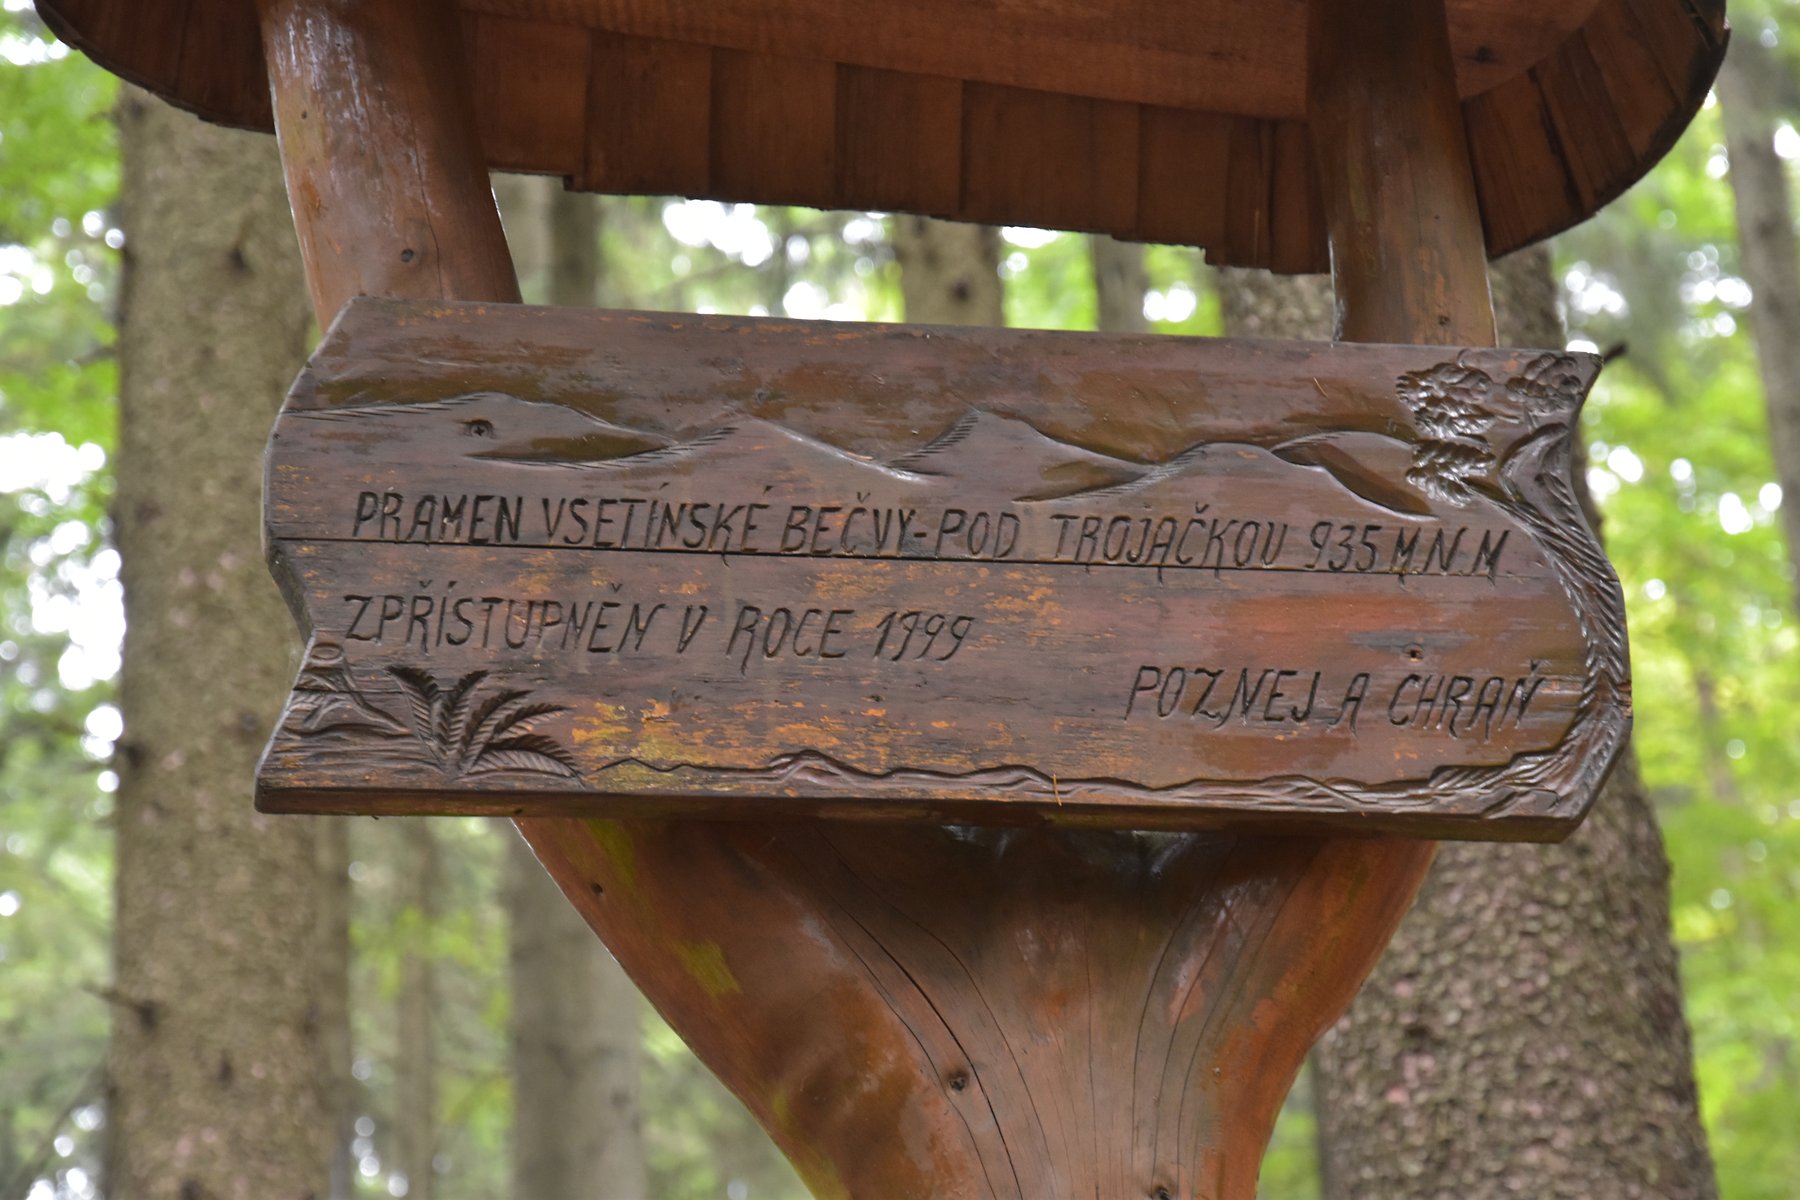 PRAMEN VSETÍNSKÉ BEČVY-POD TROJAČKOU 935 M.N.M.
ZPŘÍSTUPNĚN V ROCE 1999
POZNEJ A CHRAŇ